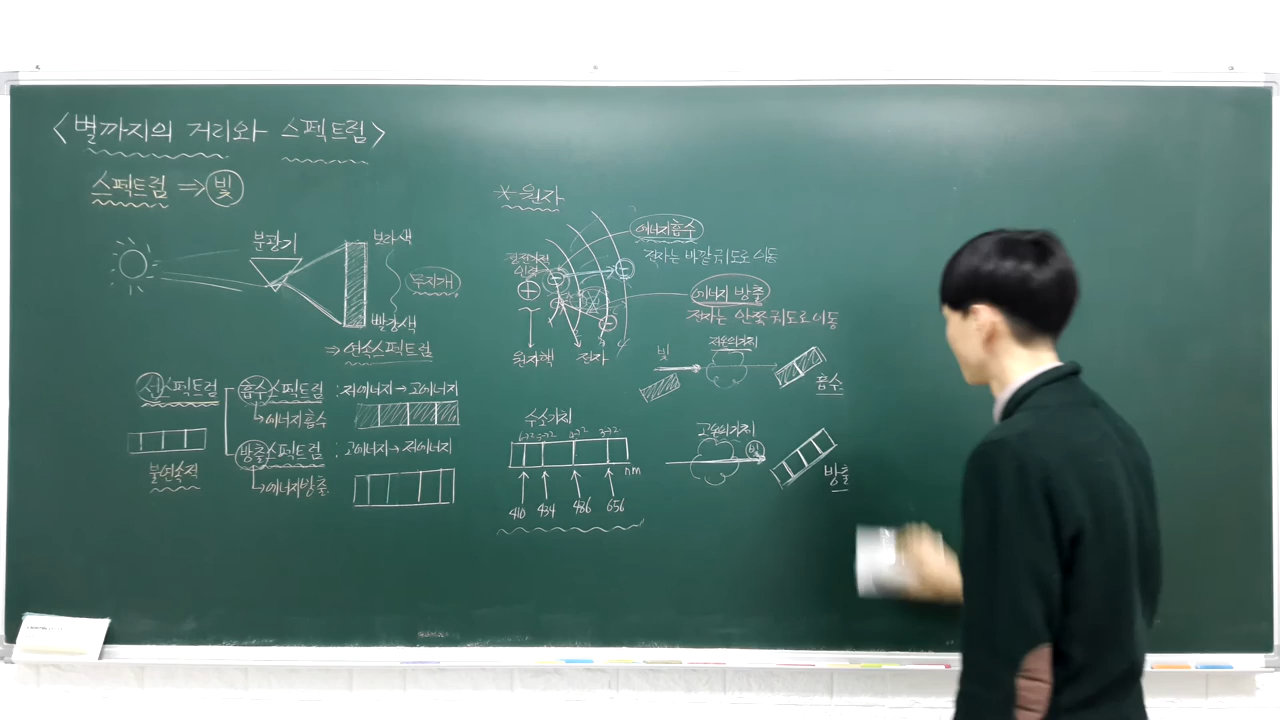 <별까지의 거리와 스펙트럼>
스펙트럼 ⇒ 빛
분광기
보라색
무지개
빨강색
⇒ 연속스펙트럼
선스펙트럼
불연속적
흡수스펙트럼 : 저에너지 → 고에너지
→ 에너지흡수
방출스펙트럼 : 고에너지 → 저에너지
→ 에너지방출.
*원자
인력
+
원자핵
전자
에너지흡수
전자는 바깥궤도로 이동
에너지 방출
전자는 안쪽 궤도로 이동
빛
저온의기체
흡수.
수소기체
nm
410 434 486 656
고온의기체
빛
방출